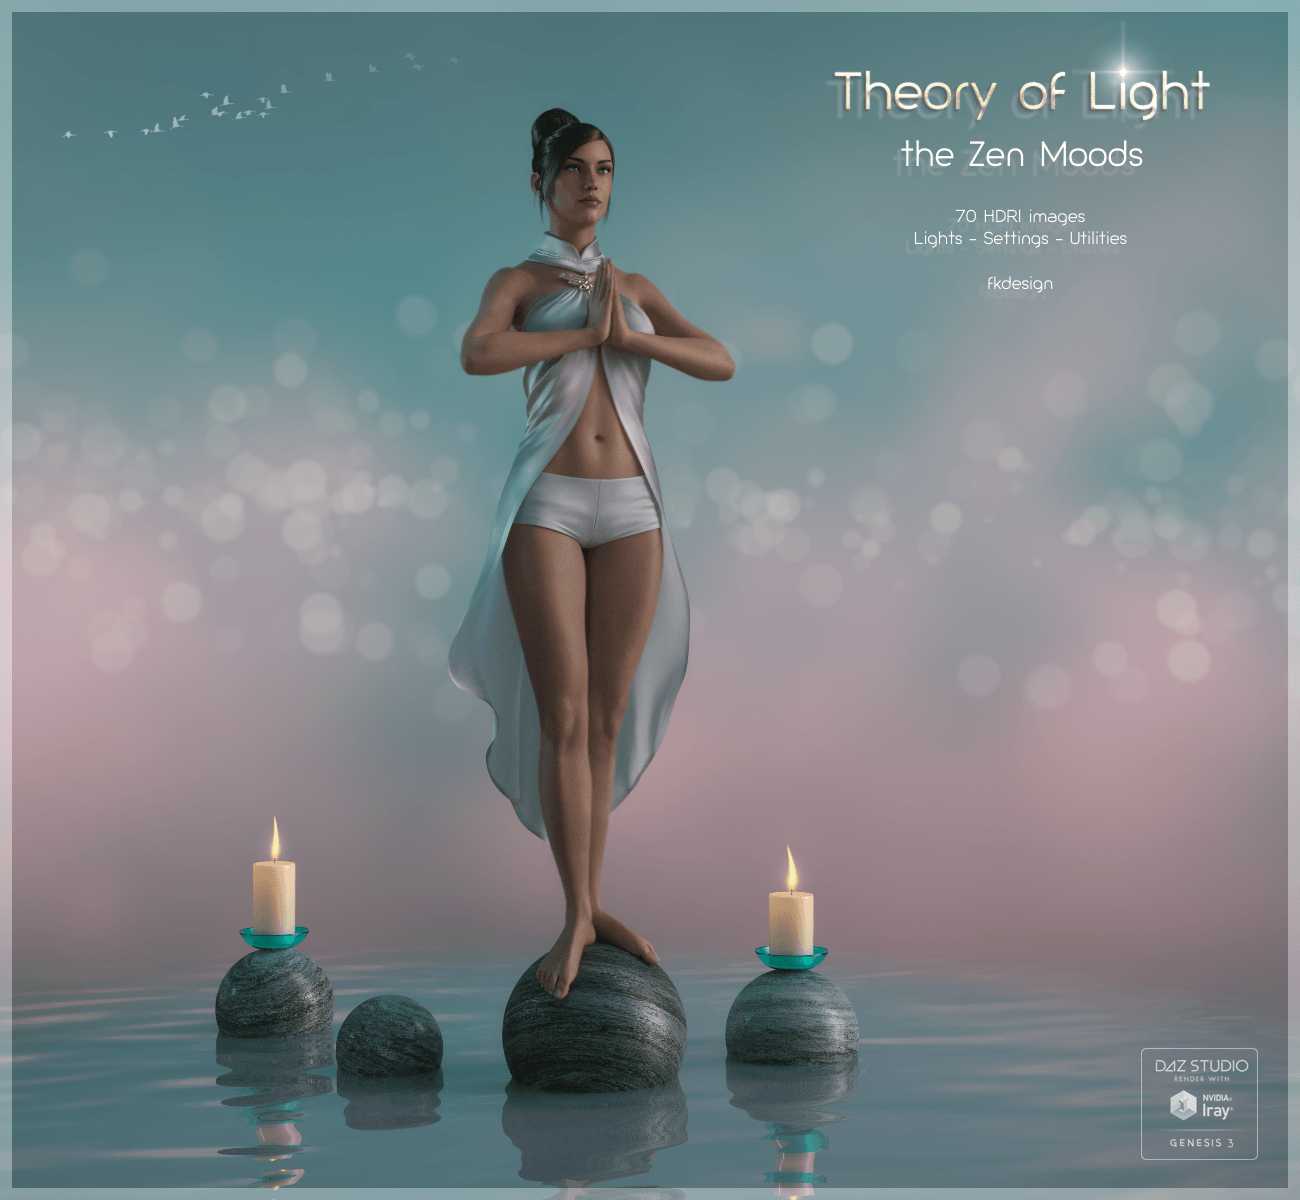 Theory of Light
the Zen Moods
70 HDRI images
Lights - Settings - Utilities
fkdesign
DAZ STUDIO
RENDER WITH
NVIDIA®
Iray®
GENESIS 3